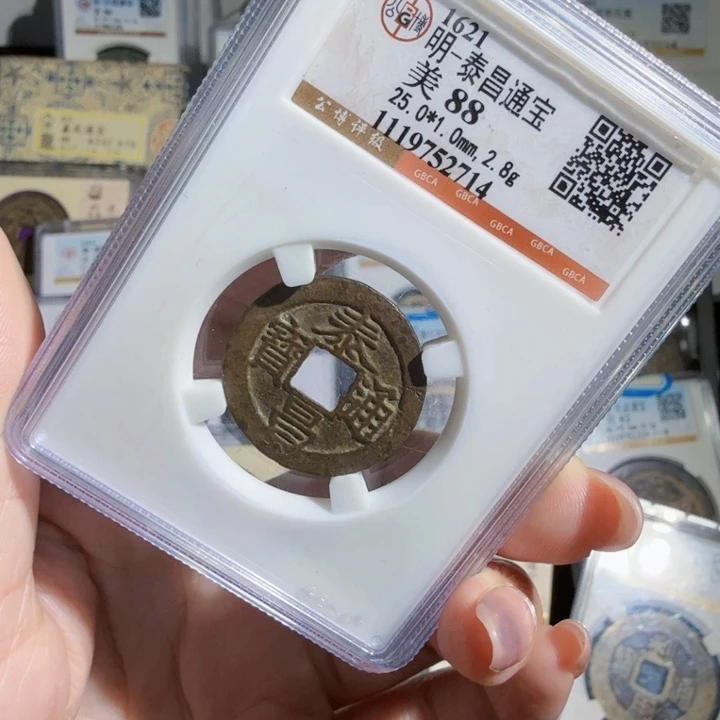 1621
明-泰昌通宝
美 88
25.0*1.0mm,2.8g
1119752714
公博评级
GBCA GBCA GBCA GBCA GBCA
泰昌通寶